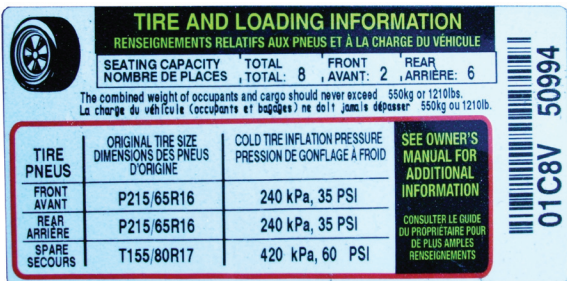 TIRE AND LOADING INFORMATION
RENSEIGNEMENTS RELATIFS AUX PNEUS ET À LA CHARGE DU VÉHICULE
SEATING CAPACITY TOTAL FRONT REAR
NOMBRE DE PLACES TOTAL: 8 AVANT: 2 ARRIÈRE: 6
The combined weight of occupants and cargo should never exceed 550kg or 1210lbs.
La charge du véhicule (occupants et bagages) ne doit jamais dépasser 550kg ou 1210lb.
TIRE
PNEUS
ORIGINAL TIRE SIZE
DIMENSIONS DES PNEUS
D'ORIGINE
COLD TIRE INFLATION PRESSURE
PRESSION DE GONFLAGE À FROID
FRONT
AVANT
P215/65R16
240 kPa, 35 PSI
REAR
ARRIÈRE
P215/65R16
240 kPa, 35 PSI
SPARE
SECOURS
T155/80R17
420 kPa, 60 PSI
SEE OWNER'S
MANUAL FOR
ADDITIONAL
INFORMATION
CONSULTER LE GUIDE
DU PROPRIÉTAIRE POUR
DE PLUS AMPLES
RENSEIGNEMENTS
01C8V 50994